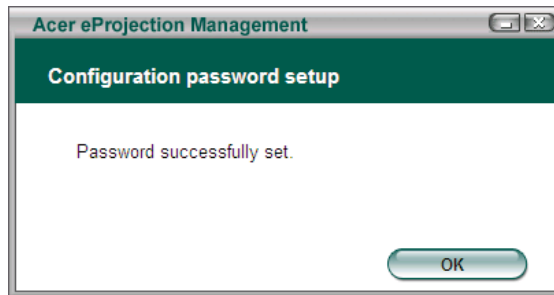 Acer eProjection Management
Configuration password setup
Password successfully set.
OK